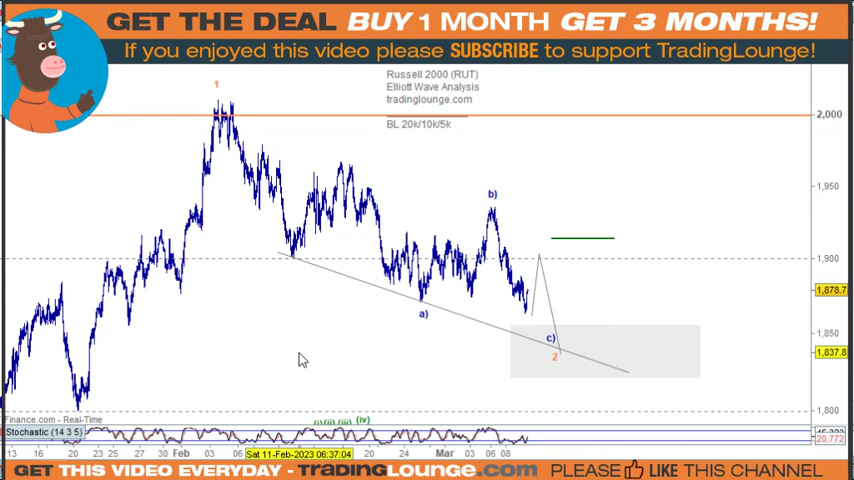 GET THE DEAL BUY 1 MONTH GET 3 MONTHS!
If you enjoyed this video please SUBSCRIBE to support TradingLounge!
Russell 2000 (RUT)
Elliott Wave Analysis
tradinglounge.com
BL 20k/10k/5k
1
2,000
1,950
b)
1,900
1,878.7
a)
1,850
c)
2
1,837.8
1,800
Finance.com - Real-Time
(i)(ii)(iii) (iv)
Stochastic (14 3 5)
20.772
13 16 20 23 25 27 30 Feb 03 06 Sat 11-Feb-2023 06:37:04 20 23 Mar 03 06 08
GET THIS VIDEO EVERYDAY - TRADINGLOUNGE.COM PLEASE LIKE THIS CHANNEL